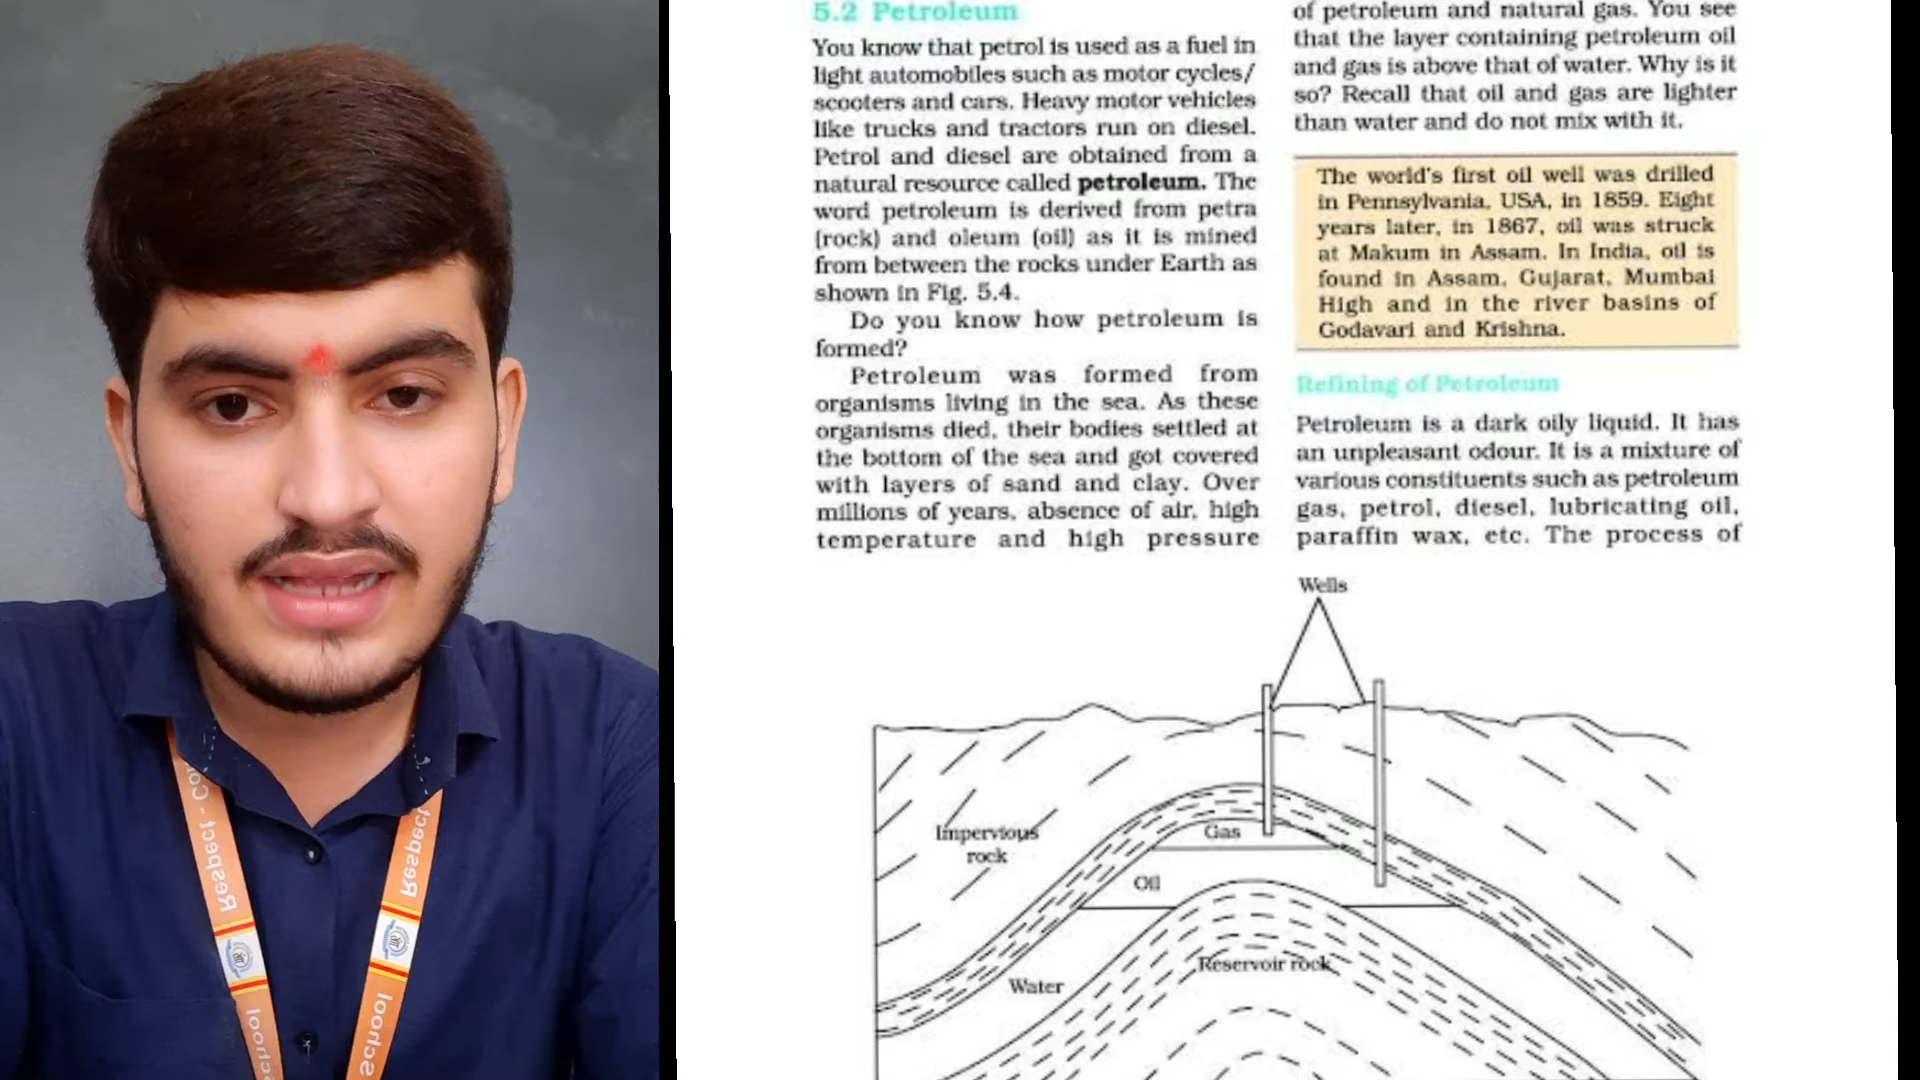 5.2 Petroleum
You know that petrol is used as a fuel in
light automobiles such as motor cycles/
scooters and cars. Heavy motor vehicles
like trucks and tractors run on diesel.
Petrol and diesel are obtained from a
natural resource called petroleum. The
word petroleum is derived from petra
(rock) and oleum (oil) as it is mined
from between the rocks under Earth as
shown in Fig. 5.4.
Do you know how petroleum is
formed?
Petroleum was formed from
organisms living in the sea. As these
organisms died, their bodies settled at
the bottom of the sea and got covered
with layers of sand and clay. Over
millions of years, absence of air, high
temperature and high pressure
of petroleum and natural gas. You see
that the layer containing petroleum oil
and gas is above that of water. Why is it
so? Recall that oil and gas are lighter
than water and do not mix with it.
The world's first oil well was drilled
in Pennsylvania, USA, in 1859. Eight
years later, in 1867, oil was struck
at Makum in Assam. In India, oil is
found in Assam, Gujarat, Mumbai
High and in the river basins of
Godavari and Krishna.
Refining of Petroleum
Petroleum is a dark oily liquid. It has
an unpleasant odour. It is a mixture of
various constituents such as petroleum
gas, petrol, diesel, lubricating oil,
paraffin wax, etc. The process of
Wells
Impervious
rock
Gas
Oil
Water
Reservoir rock
Respect - Co
Respect
School